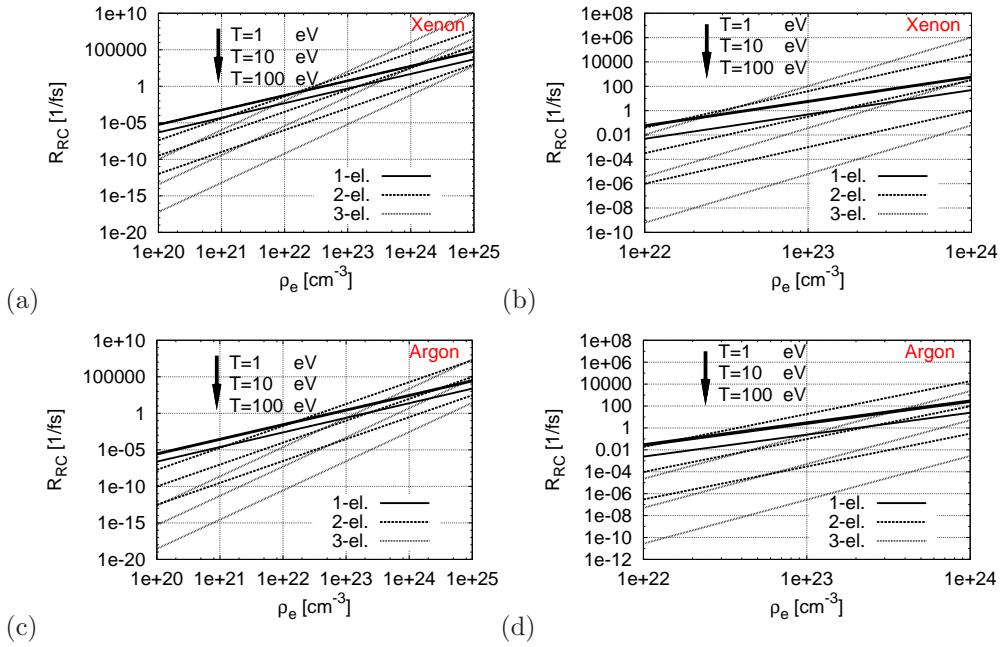 1e+10
100000
1
1e-05
1e-10
1e-15
1e-20
R_RC [1/fs]
T=1 eV
T=10 eV
T=100 eV
Xenon
1-el.
2-el.
3-el.
1e+20 1e+21 1e+22 1e+23 1e+24 1e+25
ρ_e [cm^-3]
(a)
1e+08
1e+06
10000
100
1
0.01
1e-04
1e-06
1e-08
1e-10
R_RC [1/fs]
T=1 eV
T=10 eV
T=100 eV
Xenon
1-el.
2-el.
3-el.
1e+22 1e+23 1e+24
ρ_e [cm^-3]
(b)
1e+10
100000
1
1e-05
1e-10
1e-15
1e-20
R_RC [1/fs]
T=1 eV
T=10 eV
T=100 eV
Argon
1-el.
2-el.
3-el.
1e+20 1e+21 1e+22 1e+23 1e+24 1e+25
ρ_e [cm^-3]
(c)
1e+08
1e+06
10000
100
1
0.01
1e-04
1e-06
1e-08
1e-10
1e-12
R_RC [1/fs]
T=1 eV
T=10 eV
T=100 eV
Argon
1-el.
2-el.
3-el.
1e+22 1e+23 1e+24
ρ_e [cm^-3]
(d)